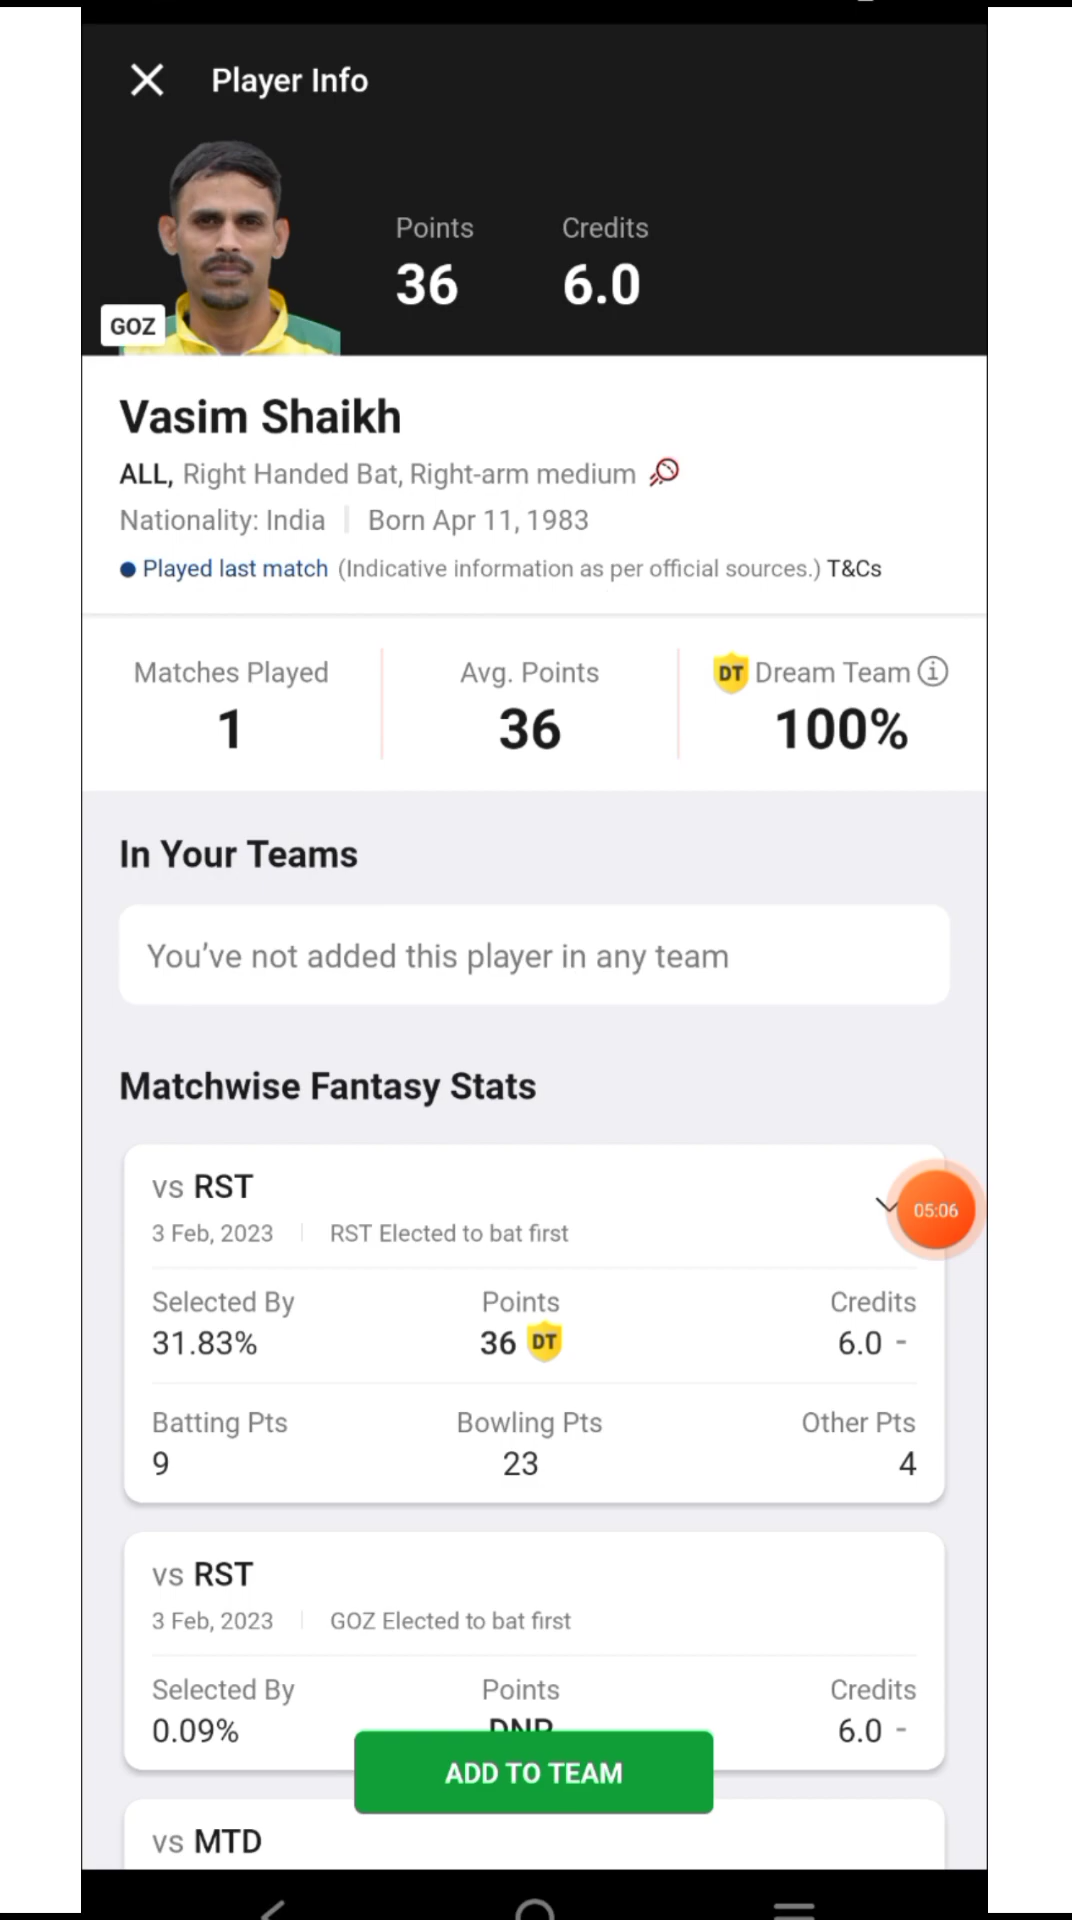 Player Info
Points
Credits
36
6.0
GOZ
Vasim Shaikh
ALL, Right Handed Bat, Right-arm medium
Nationality: India | Born Apr 11, 1983
Played last match (Indicative information as per official sources.) T&Cs
Matches Played
Avg. Points
DT Dream Team
1
36
100%
In Your Teams
You’ve not added this player in any team
Matchwise Fantasy Stats
vs RST
05:06
3 Feb, 2023 | RST Elected to bat first
Selected By
Points
Credits
31.83%
36 DT
6.0 -
Batting Pts
Bowling Pts
Other Pts
9
23
4
vs RST
3 Feb, 2023 | GOZ Elected to bat first
Selected By
Points
Credits
0.09%
DNP
6.0 -
ADD TO TEAM
vs MTD